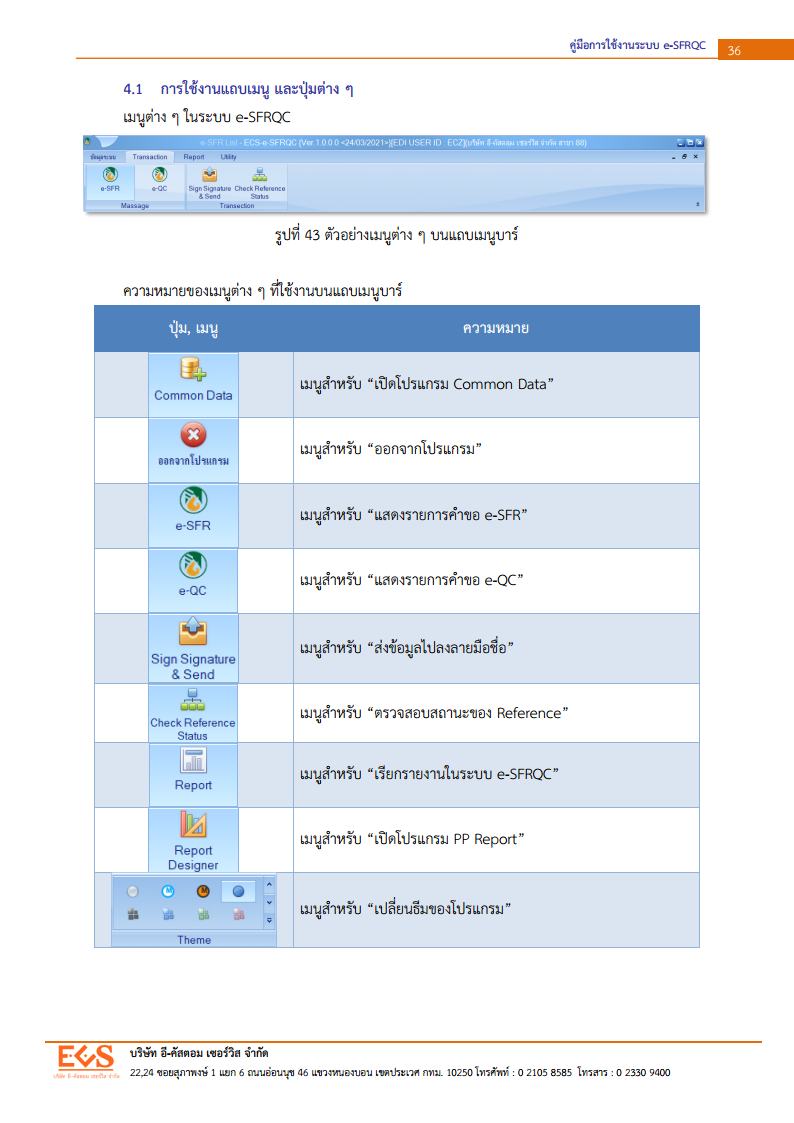 คู่มือการใช้งานระบบ e-SFRQC 36
4.1 การใช้งานแถบเมนู และปุ่มต่าง ๆ
เมนูต่าง ๆ ในระบบ e-SFRQC
e-SFR List - ECS-e-SFRQC (Ver 1.0.0.0 <24/03/2021>)[EDI USER ID : ECZ](บริษัท อี-คัสตอม เซอร์วิส จำกัด สาขา 88)
ข้อมูลระบบ Transaction Report Utility
e-SFR e-QC Sign Signature & Send Check Reference Status
Massage Transection
รูปที่ 43 ตัวอย่างเมนูต่าง ๆ บนแถบเมนูบาร์
ความหมายของเมนูต่าง ๆ ที่ใช้งานบนแถบเมนูบาร์
ปุ่ม, เมนู ความหมาย
Common Data เมนูสำหรับ “เปิดโปรแกรม Common Data”
ออกจากโปรแกรม เมนูสำหรับ “ออกจากโปรแกรม”
e-SFR เมนูสำหรับ “แสดงรายการคำขอ e-SFR”
e-QC เมนูสำหรับ “แสดงรายการคำขอ e-QC”
Sign Signature & Send เมนูสำหรับ “ส่งข้อมูลไปลงลายมือชื่อ”
Check Reference Status เมนูสำหรับ “ตรวจสอบสถานะของ Reference”
Report เมนูสำหรับ “เรียกรายงานในระบบ e-SFRQC”
Report Designer เมนูสำหรับ “เปิดโปรแกรม PP Report”
Theme เมนูสำหรับ “เปลี่ยนธีมของโปรแกรม”
ECS
บริษัท อี-คัสตอม เซอร์วิส จำกัด
บริษัท อี-คัสตอม เซอร์วิส จำกัด
22,24 ซอยสุภาพงษ์ 1 แยก 6 ถนนอ่อนนุช 46 แขวงหนองบอน เขตประเวศ กทม. 10250 โทรศัพท์ : 0 2105 8585 โทรสาร : 0 2330 9400